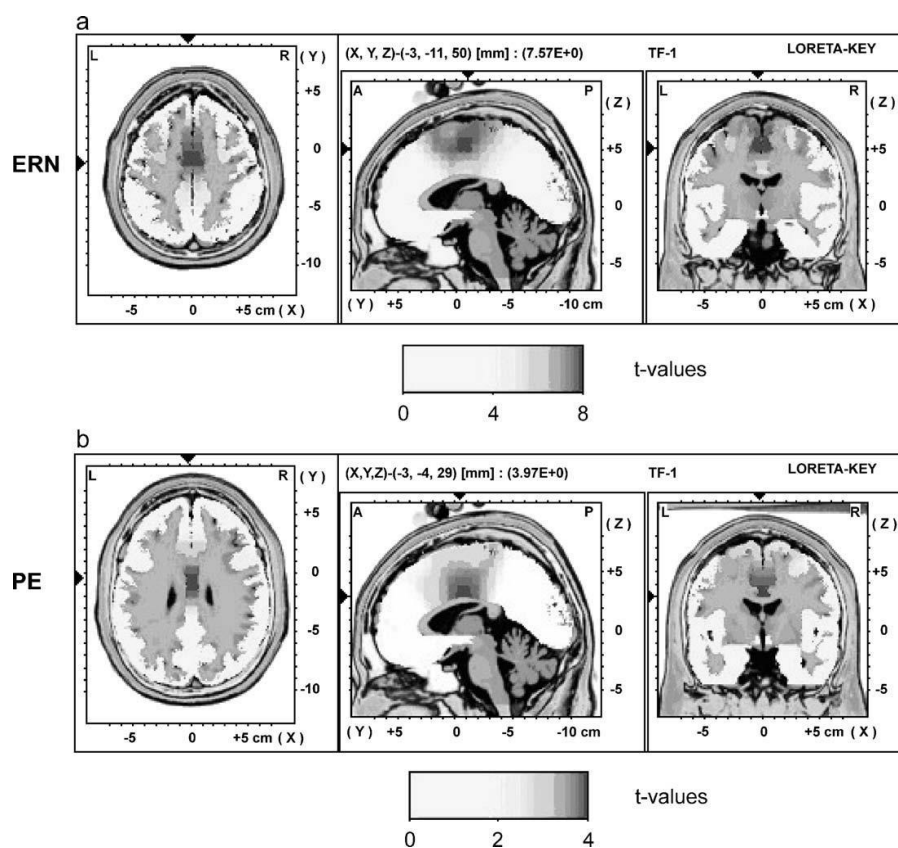 a
(X, Y, Z)-(-3, -11, 50) [mm] : (7.57E+0) TF-1 LORETA-KEY
L R ( Y ) A P ( Z ) L R ( Z )
+5 +5 +5
ERN
0
-5 0 0
-10 -5 -5
-5 0 +5 cm ( X ) ( Y ) +5 0 -5 -10 cm -5 0 +5 cm ( X )
t-values
0 4 8
b
(X,Y,Z)-(-3, -4, 29) [mm] : (3.97E+0) TF-1 LORETA-KEY
L R ( Y ) A P ( Z ) L R ( Z )
+5 +5 +5
PE
0
-5 0 0
-10 -5 -5
-5 0 +5 cm ( X ) ( Y ) +5 0 -5 -10 cm -5 0 +5 cm ( X )
t-values
0 2 4